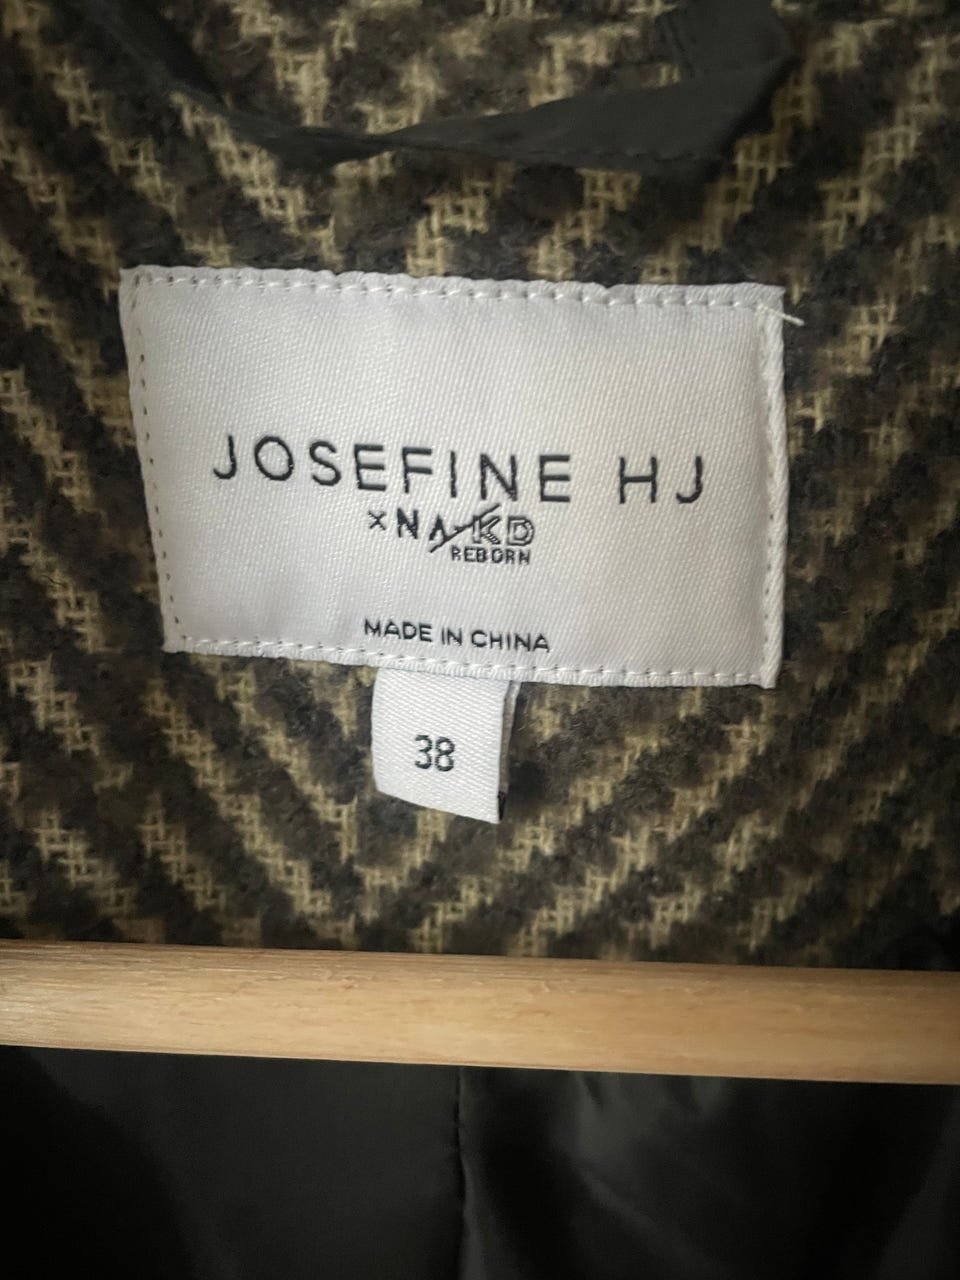 JOSEFINE HJ
× NA-KD
REBORN
MADE IN CHINA
38